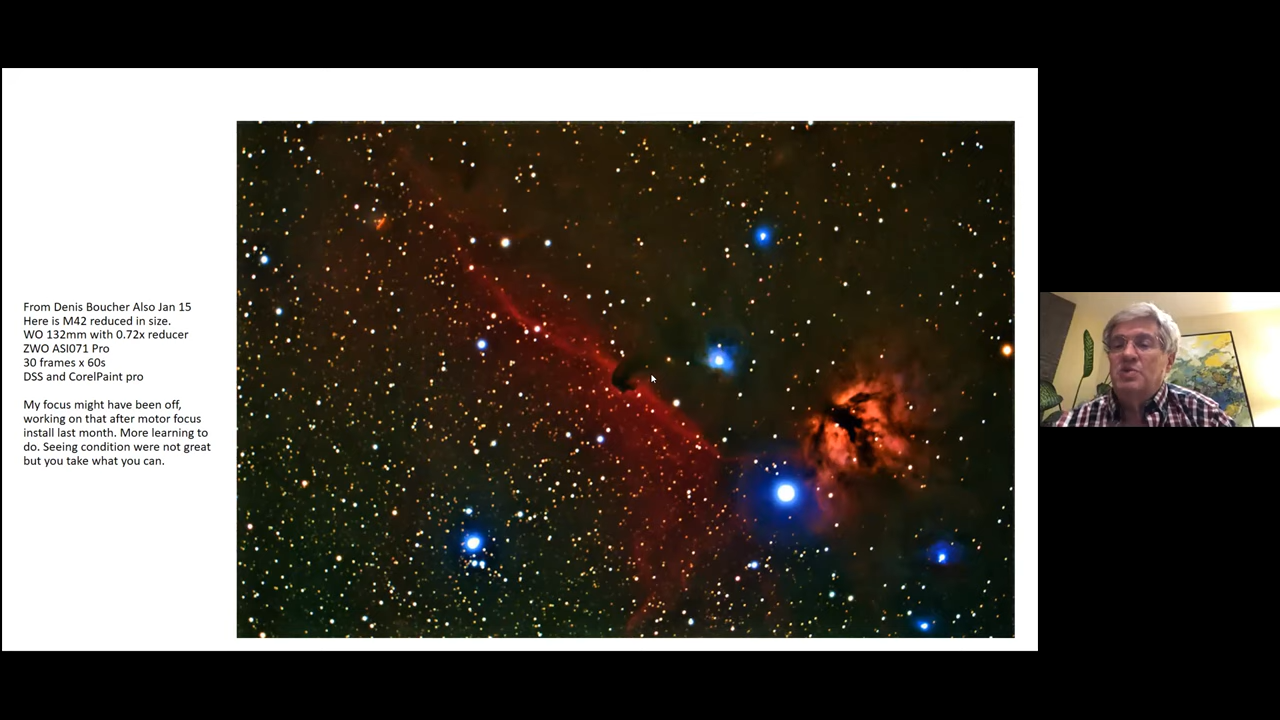 From Denis Boucher Also Jan 15
Here is M42 reduced in size.
WO 132mm with 0.72x reducer
ZWO ASI071 Pro
30 frames x 60s
DSS and CorelPaint pro
My focus might have been off,
working on that after motor focus
install last month. More learning to
do. Seeing condition were not great
but you take what you can.